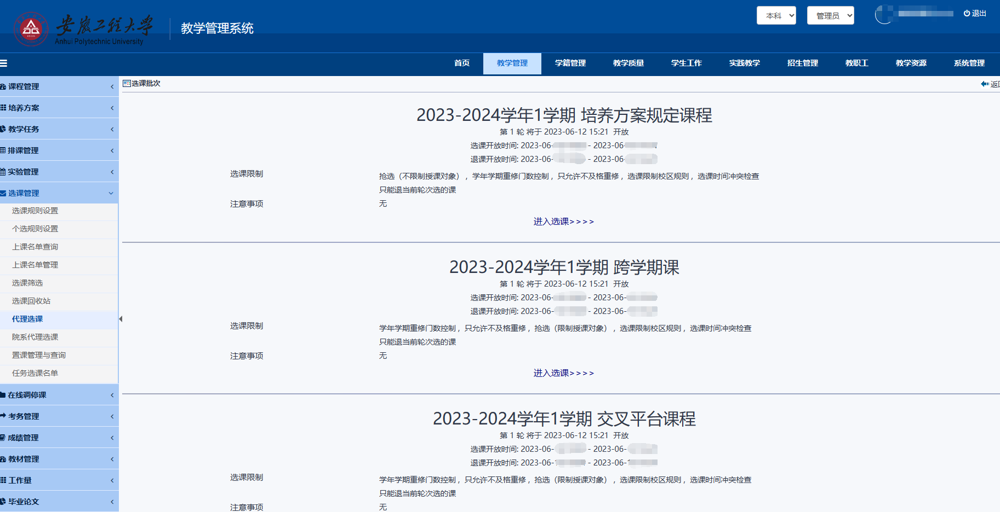 安徽工程大学
Anhui Polytechnic University
教学管理系统
本科
管理员
退出
首页
教学管理
学籍管理
教学质量
学生工作
实践教学
招生管理
教职工
教学资源
系统管理
课程管理
培养方案
教学任务
排课管理
实验管理
选课管理
选课规则设置
个选规则设置
上课名单查询
上课名单管理
选课筛选
选课回收站
代理选课
院系代理选课
置课管理与查询
任务选课名单
在线调停课
考务管理
成绩管理
教材管理
工作量
毕业论文
选课批次
返回
2023-2024学年1学期 培养方案规定课程
第 1 轮 将于 2023-06-12 15:21 开放
选课开放时间: 2023-06- - 2023-06-
退课开放时间: 2023-06- - 2023-06-
选课限制
抢选（不限制授课对象），学年学期重修门数控制，只允许不及格重修，选课限制校区规则，选课时间冲突检查
只能退当前轮次选的课
注意事项
无
进入选课>>>>
2023-2024学年1学期 跨学期课
第 1 轮 将于 2023-06-12 15:21 开放
选课开放时间: 2023-06- - 2023-06-
退课开放时间: 2023-06- - 2023-06-
选课限制
学年学期重修门数控制，只允许不及格重修，抢选（限制授课对象），选课限制校区规则，选课时间冲突检查
只能退当前轮次选的课
注意事项
无
进入选课>>>>
2023-2024学年1学期 交叉平台课程
第 1 轮 将于 2023-06-12 15:21 开放
选课开放时间: 2023-06- - 2023-06-
退课开放时间: 2023-06-1 - 2023-06-1
选课限制
学年学期重修门数控制，只允许不及格重修，抢选（限制授课对象），选课限制校区规则，选课时间冲突检查
只能退当前轮次选的课
注意事项
无